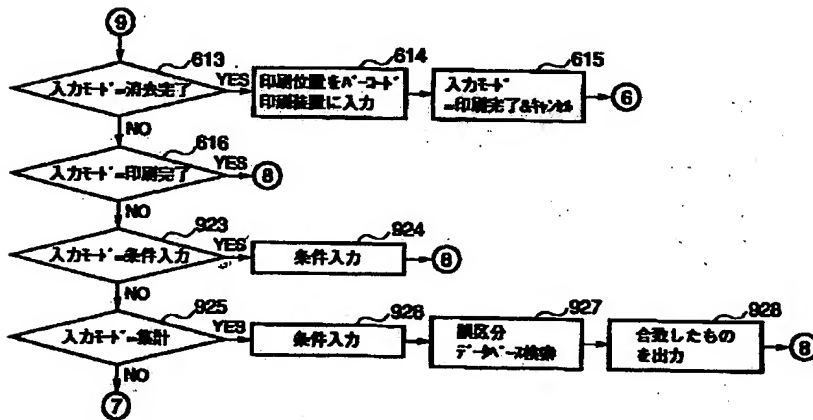 ⑨
613
入力モード=消去完了
YES
614
印刷位置をバーコード
印刷装置に入力
615
入力モード
=印刷完了&キャンセル
⑥
NO
616
入力モード=印刷完了
YES
⑧
NO
923
入力モード=条件入力
YES
924
条件入力
⑧
NO
925
入力モード=集計
YES
926
条件入力
927
誤区分
データベース検索
928
合致したもの
を出力
⑧
NO
⑦